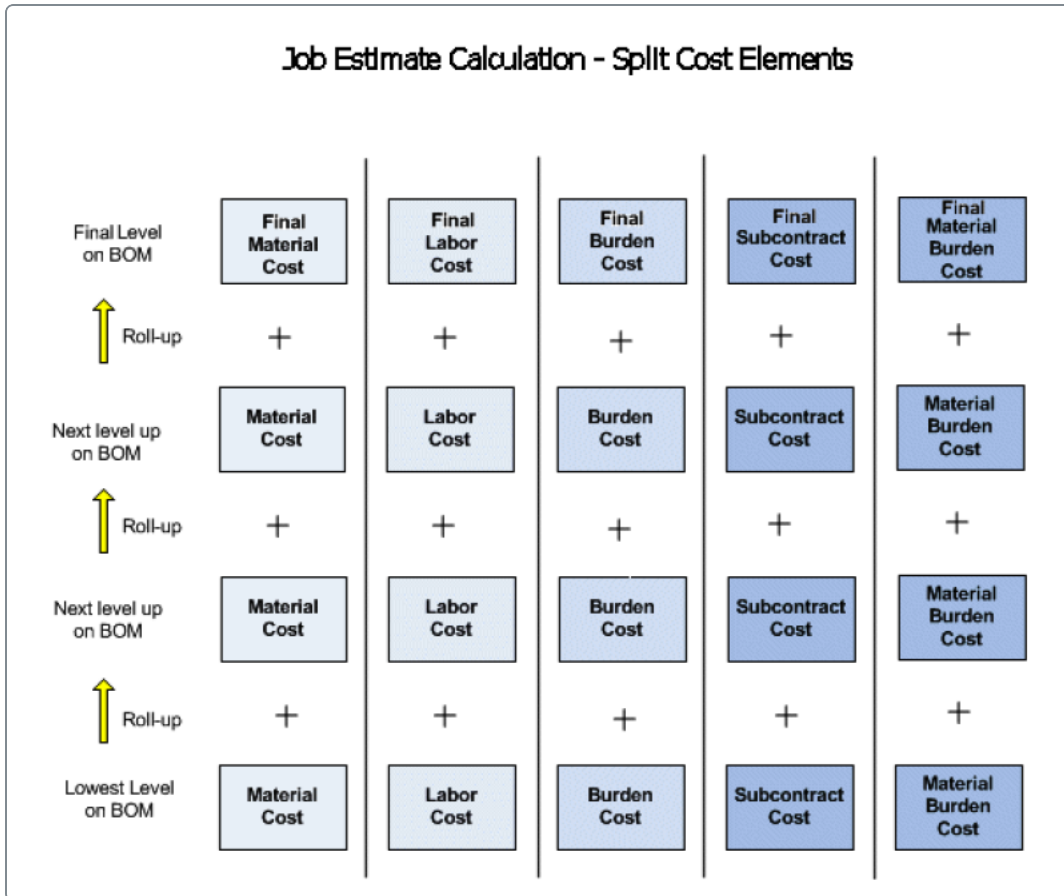 Job Estimate Calculation - Split Cost Elements
Final Level
on BOM
Final
Material
Cost
Final
Labor
Cost
Final
Burden
Cost
Final
Subcontract
Cost
Final
Material
Burden
Cost
Roll-up
+
+
+
+
+
Next level up
on BOM
Material
Cost
Labor
Cost
Burden
Cost
Subcontract
Cost
Material
Burden
Cost
Roll-up
+
+
+
+
+
Next level up
on BOM
Material
Cost
Labor
Cost
Burden
Cost
Subcontract
Cost
Material
Burden
Cost
Roll-up
+
+
+
+
+
Lowest Level
on BOM
Material
Cost
Labor
Cost
Burden
Cost
Subcontract
Cost
Material
Burden
Cost